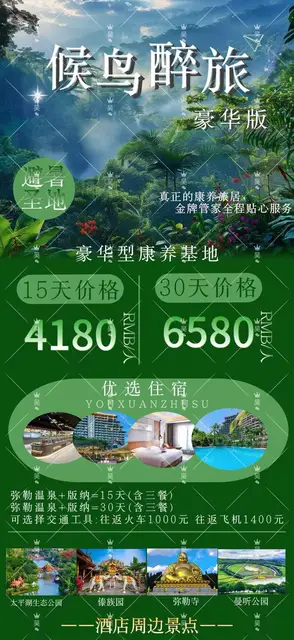 候鸟醉旅
豪华版
避暑
圣地
真正的康养旅居，
金牌管家全程贴心服务
豪华型康养基地
15天价格
30天价格
4180
RMB/人
6580
RMB/人
优选住宿
YOUXUANZHUSU
弥勒温泉+版纳=15天(含三餐)
弥勒温泉+版纳=30天(含三餐)
可选择交通工具:往返火车1000元 往返飞机1400元
太平湖生态公园
傣族园
弥勒寺
曼听公园
——酒店周边景点——